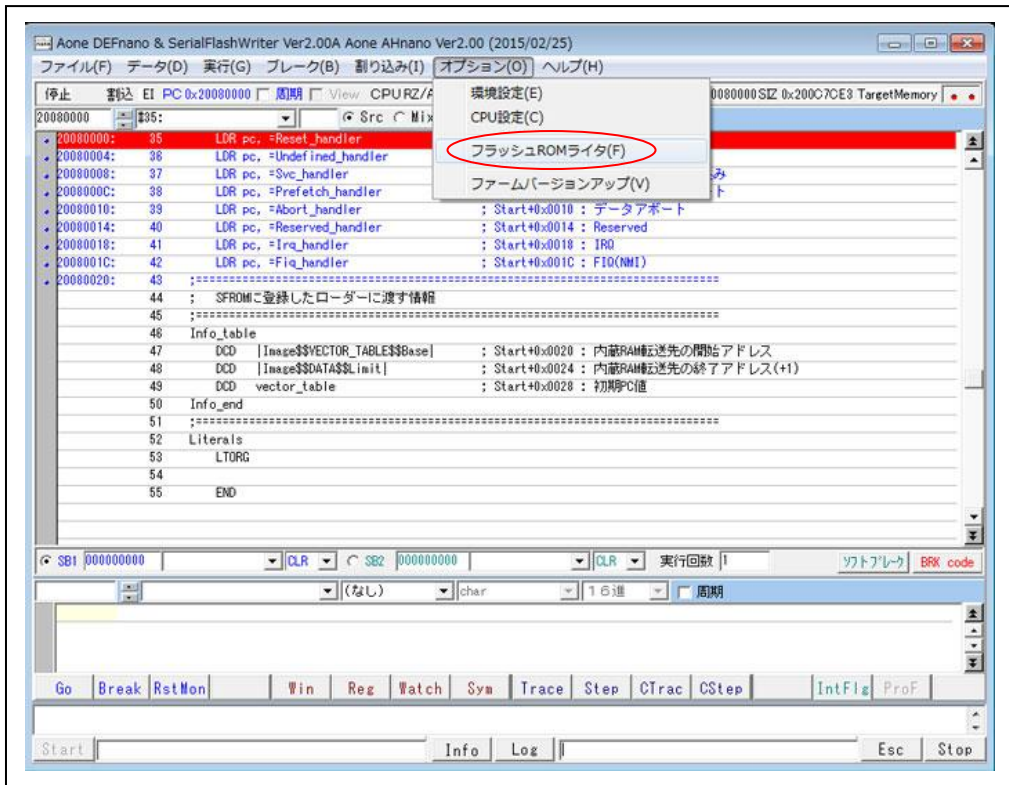 Aone DEFnano & SerialFlashWriter Ver2.00A Aone AHnano Ver2.00 (2015/02/25)
ファイル(F) データ(D) 実行(G) ブレーク(B) 割り込み(I) オプション(O) ヘルプ(H)
環境設定(E)
CPU設定(C)
フラッシュROMライタ(F)
ファームバージョンアップ(V)
停止 割込 EI PC 0x20080000 周期 View CPU RZ/A 0080000 SIZ 0x200C7CE8 TargetMemory
20080000 #35: Src Mix
20080000: 35 LDR pc, =Reset_handler
20080004: 36 LDR pc, =Undefined_handler
20080008: 37 LDR pc, =Svc_handler み
2008000C: 38 LDR pc, =Prefetch_handler ト
20080010: 39 LDR pc, =Abort_handler ; Start+0x0010 : データアボート
20080014: 40 LDR pc, =Reserved_handler ; Start+0x0014 : Reserved
20080018: 41 LDR pc, =Irq_handler ; Start+0x0018 : IRQ
2008001C: 42 LDR pc, =Fiq_handler ; Start+0x001C : FIQ(NMI)
20080020: 43 ;===============================================================================
44 ; SFROMに登録したローダーに渡す情報
45 ;===============================================================================
46 Info_table
47 DCD |Image$$VECTOR_TABLE$$Base| ; Start+0x0020 : 内蔵RAM転送先の開始アドレス
48 DCD |Image$$DATA$$Limit| ; Start+0x0024 : 内蔵RAM転送先の終了アドレス(+1)
49 DCD vector_table ; Start+0x0028 : 初期PC値
50 Info_end
51 ;===============================================================================
52 Literals
53 LTORG
54
55 END
SB1 000000000 CLR SB2 000000000 CLR 実行回数 1 ソフトブレーク BRK code
(なし) char 16進 周期
Go Break RstMon Win Reg Watch Sym Trace Step CTrac CStep IntFlg ProF
Start Info Log Esc Stop